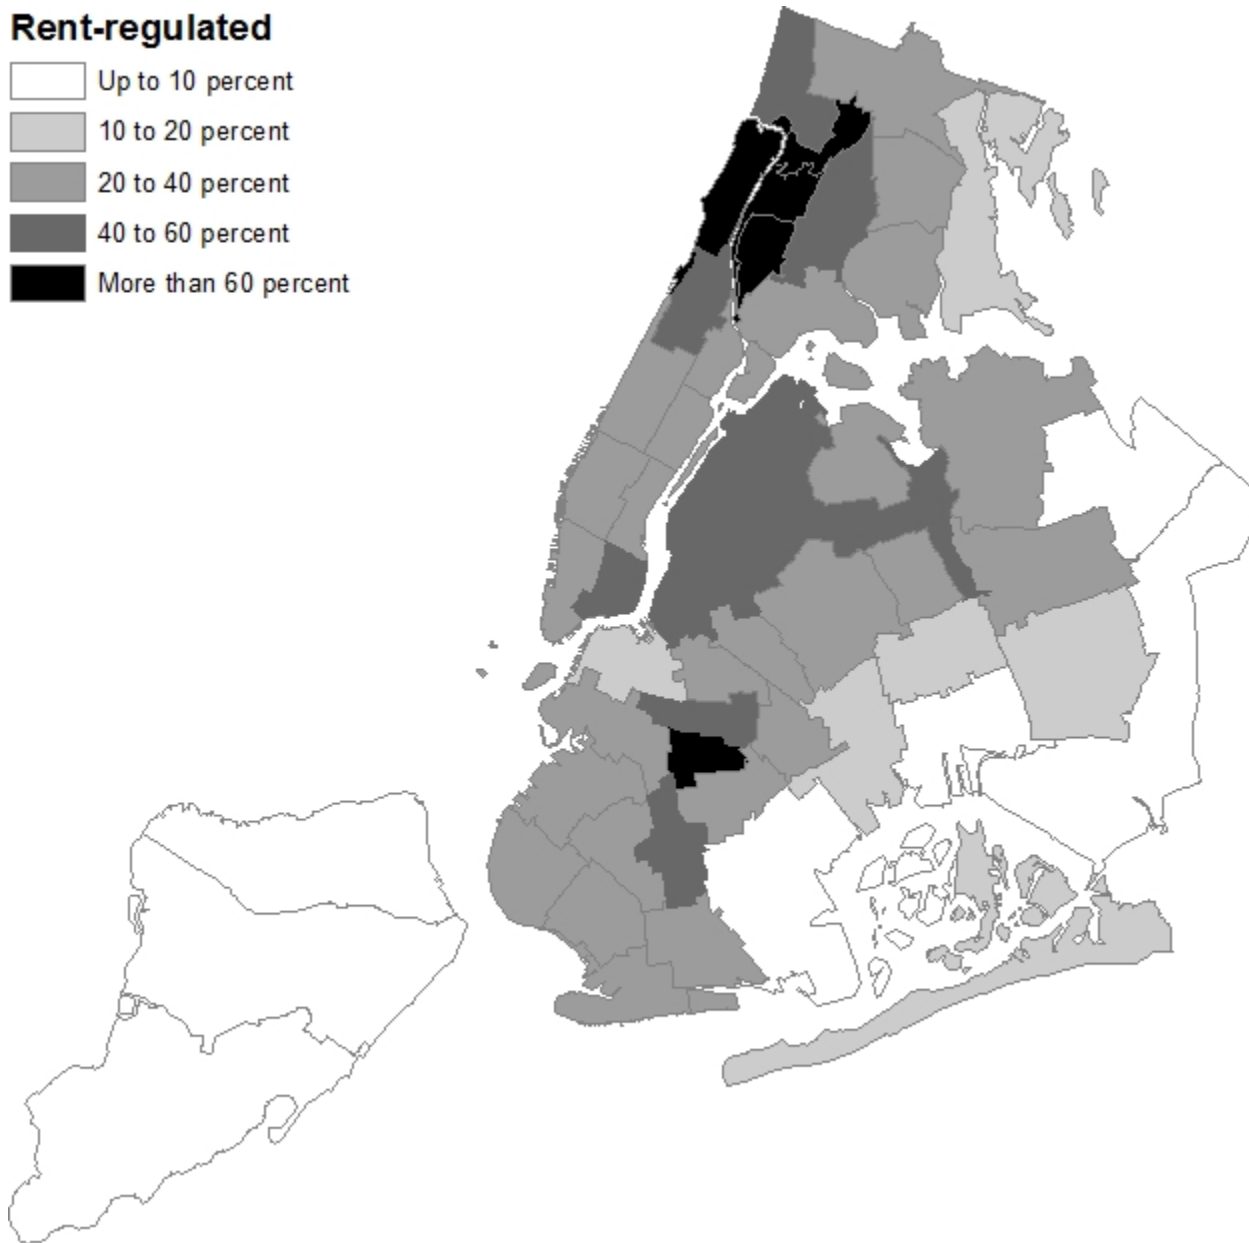 Rent-regulated
Up to 10 percent
10 to 20 percent
20 to 40 percent
40 to 60 percent
More than 60 percent